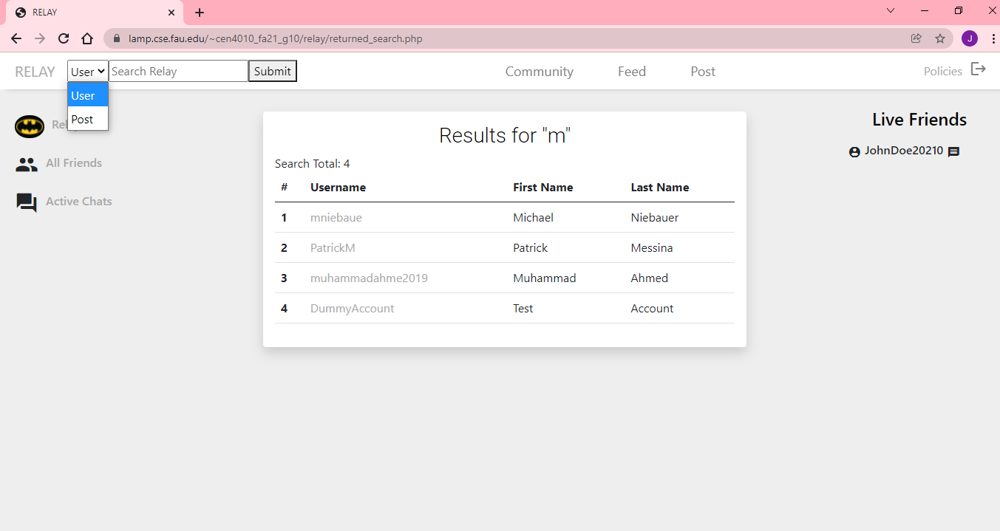 RELAY
lamp.cse.fau.edu/~cen4010_fa21_g10/relay/returned_search.php
J
RELAY User Search Relay Submit Community Feed Post Policies
User
Post
All Friends
Active Chats
Results for "m"
Search Total: 4
# Username First Name Last Name
1 mniebaue Michael Niebauer
2 PatrickM Patrick Messina
3 muhammadahme2019 Muhammad Ahmed
4 DummyAccount Test Account
Live Friends
JohnDoe20210